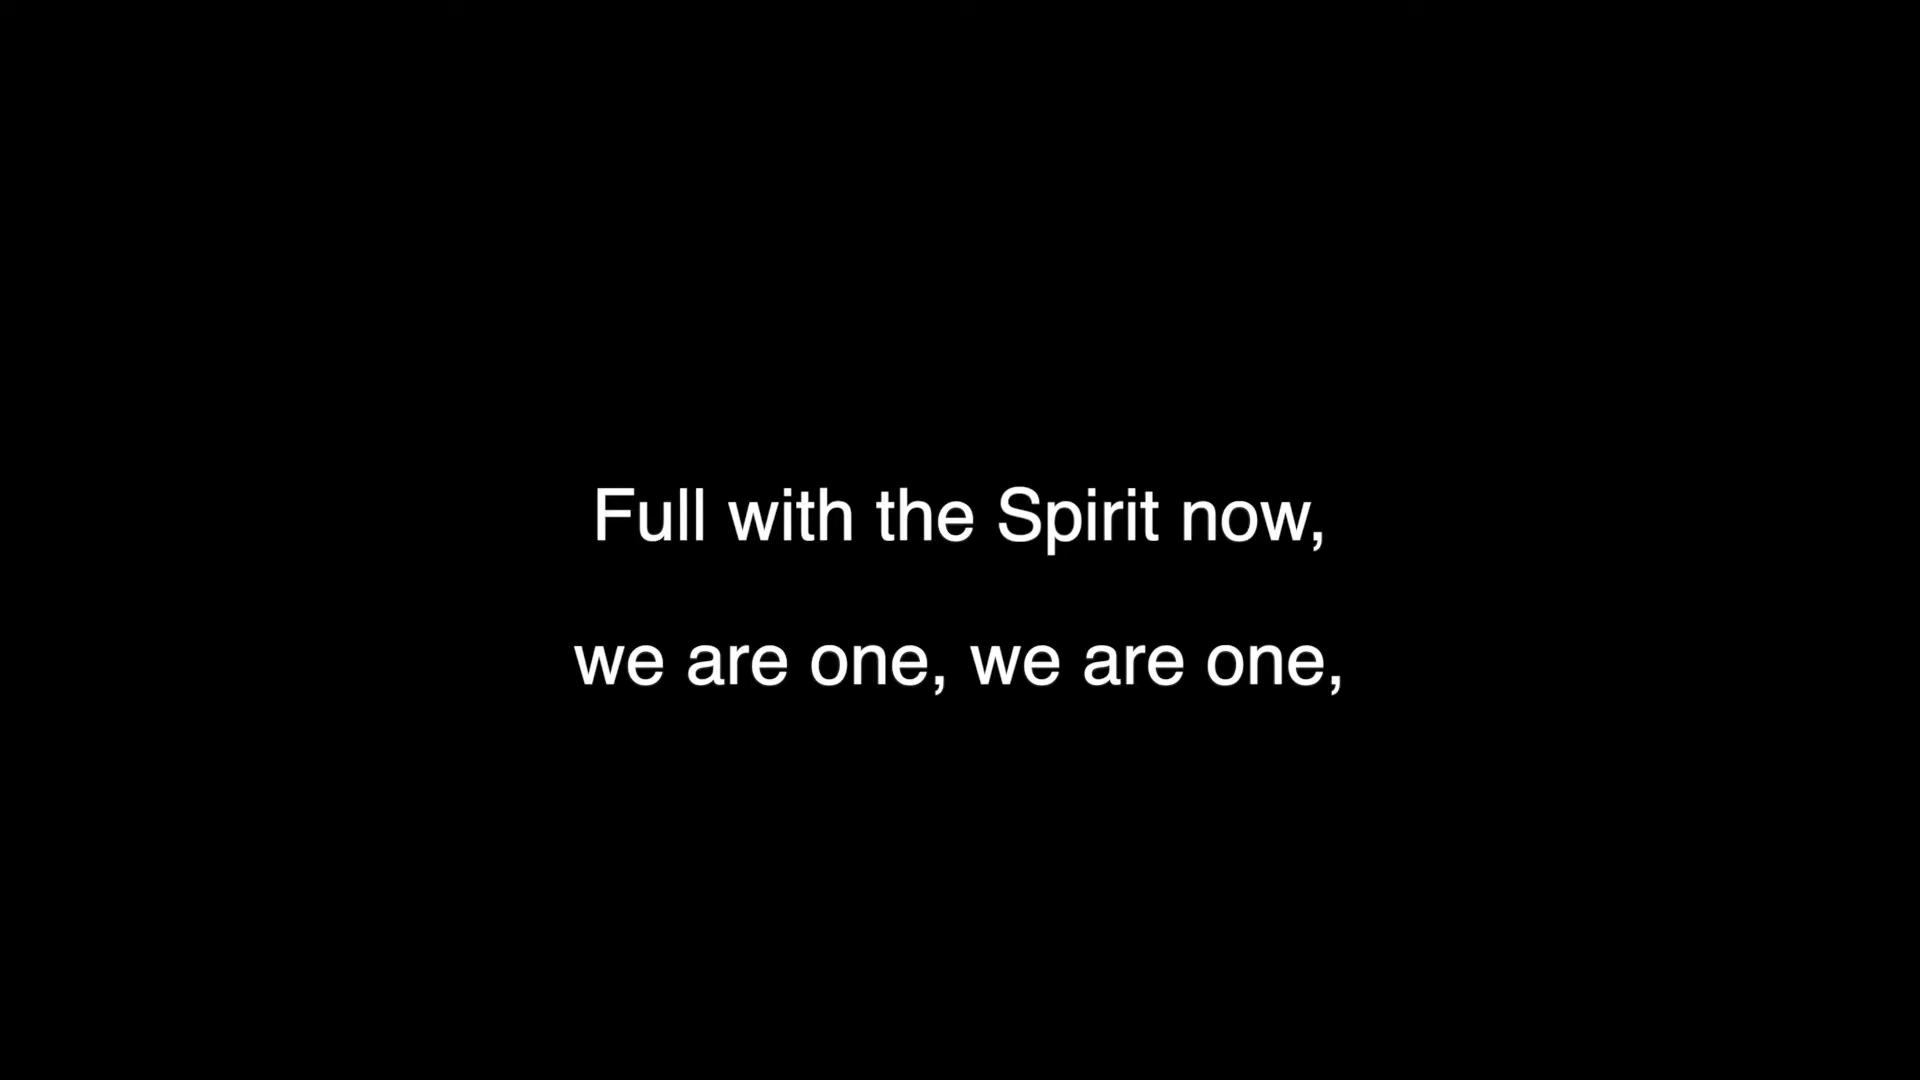 Full with the Spirit now,
we are one, we are one,